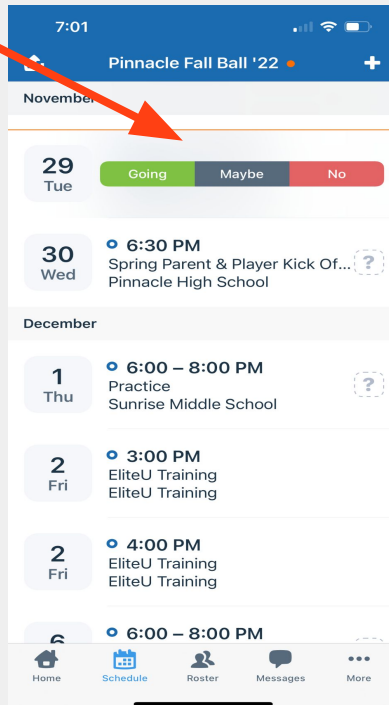 7:01
Pinnacle Fall Ball '22
November
29
Tue
Going Maybe No
30
Wed
6:30 PM
Spring Parent & Player Kick Of...
?
Pinnacle High School
December
1
Thu
6:00 – 8:00 PM
Practice
?
Sunrise Middle School
2
Fri
3:00 PM
EliteU Training
EliteU Training
2
Fri
4:00 PM
EliteU Training
EliteU Training
6
6:00 – 8:00 PM
Home Schedule Roster Messages More